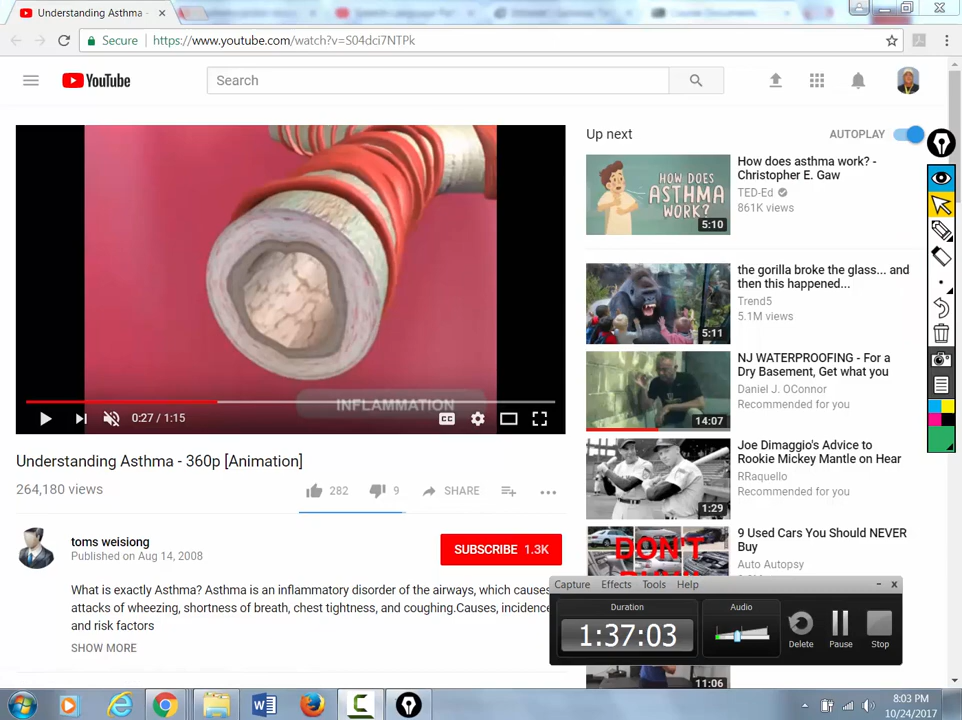 Understanding Asthma -
Secure
https://www.youtube.com/watch?v=S04dci7NTPk
YouTube
Search
INFLAMMATION
CC
0:27 / 1:15
Understanding Asthma - 360p [Animation]
264,180 views
282
9
SHARE
toms weisiong
Published on Aug 14, 2008
SUBSCRIBE 1.3K
What is exactly Asthma? Asthma is an inflammatory disorder of the airways, which causes
attacks of wheezing, shortness of breath, chest tightness, and coughing.Causes, incidence
and risk factors
SHOW MORE
Up next
AUTOPLAY
HOW DOES
ASTHMA
WORK?
5:10
How does asthma work? -
Christopher E. Gaw
TED-Ed
861K views
5:11
the gorilla broke the glass... and
then this happened...
Trend5
5.1M views
14:07
NJ WATERPROOFING - For a
Dry Basement, Get what you
Daniel J. OConnor
Recommended for you
1:29
Joe Dimaggio's Advice to
Rookie Mickey Mantle on Hear
RRaquello
Recommended for you
DON'T
9 Used Cars You Should NEVER
Buy
Auto Autopsy
11:06
Capture Effects Tools Help
Duration
1:37:03
Audio
Delete
Pause
Stop
8:03 PM
10/24/2017